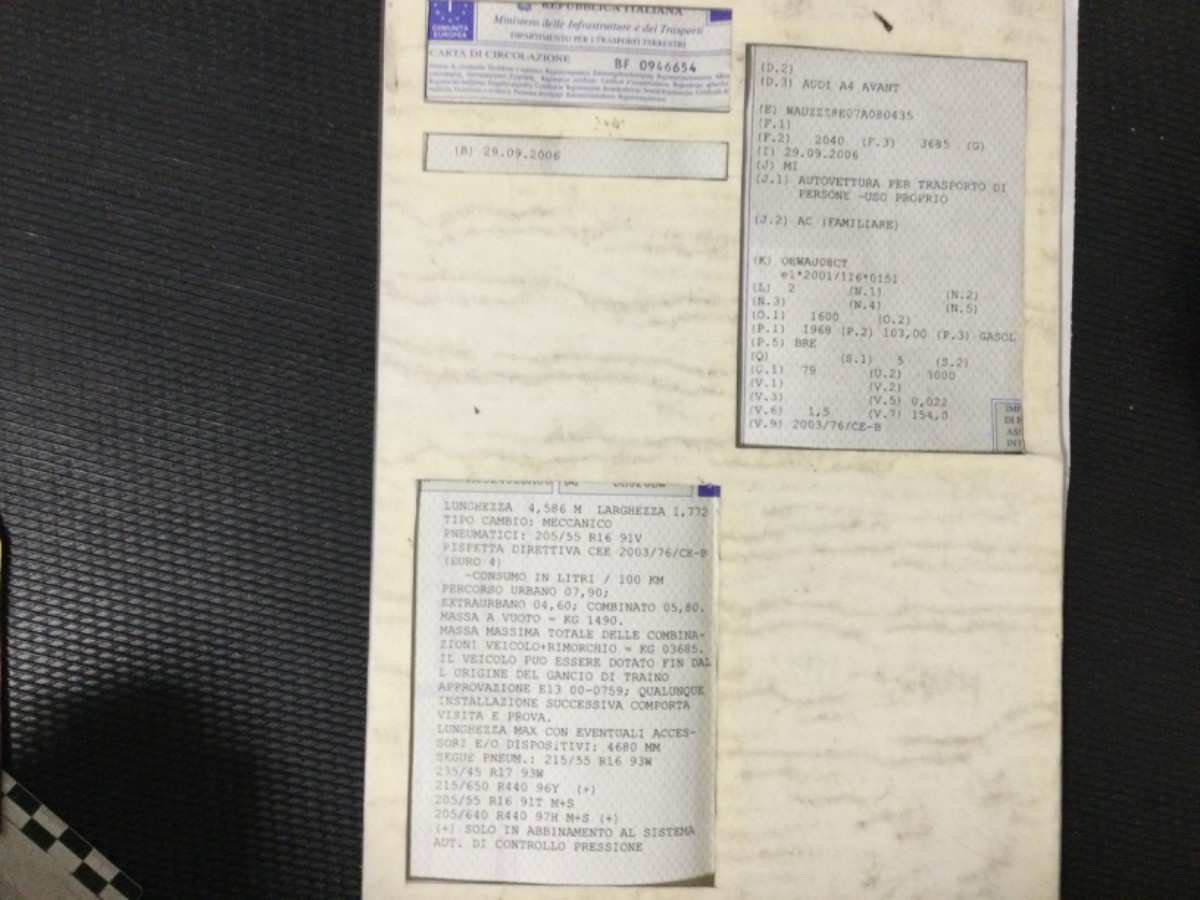 COMUNITÀ
EUROPEA
REPUBBLICA ITALIANA
Ministero delle Infrastrutture e dei Trasporti
DIPARTIMENTO PER I TRASPORTI TERRESTRI
CARTA DI CIRCOLAZIONE
BF 0946654
(B) 29.09.2006
(D.2)
(D.3) AUDI A4 AVANT
(E) WAUZZZ8E07A080435
(F.1)
(F.2) 2040 (F.3) 3685 (G)
(I) 29.09.2006
(J) M1
(J.1) AUTOVETTURA PER TRASPORTO DI
PERSONE -USO PROPRIO
(J.2) AC (FAMILIARE)
(K) OEWAU08CT
e1*2001/116*0151
(L) 2 (N.1) (N.2)
(N.3) (N.4) (N.5)
(O.1) 1600 (O.2)
(P.1) 1968 (P.2) 103,00 (P.3) GASOL
(P.5) BRE
(Q) (S.1) 5 (S.2)
(U.1) 79 (U.2) 3000
(V.1) (V.2)
(V.3) (V.5) 0,022
(V.6) 1,5 (V.7) 154,0
(V.9) 2003/76/CE-B
(A)
LUNGHEZZA 4,586 M LARGHEZZA 1,772
TIPO CAMBIO: MECCANICO
PNEUMATICI: 205/55 R16 91V
RISPETTA DIRETTIVA CEE 2003/76/CE-B
(EURO 4)
-CONSUMO IN LITRI / 100 KM
PERCORSO URBANO 07,90;
EXTRAURBANO 04,60; COMBINATO 05,80.
MASSA A VUOTO = KG 1490.
MASSA MASSIMA TOTALE DELLE COMBINA-
ZIONI VEICOLO+RIMORCHIO = KG 03685.
IL VEICOLO PUO ESSERE DOTATO FIN DAL
L ORIGINE DEL GANCIO DI TRAINO
APPROVAZIONE E13 00-0759; QUALUNQUE
INSTALLAZIONE SUCCESSIVA COMPORTA
VISITA E PROVA.
LUNGHEZZA MAX CON EVENTUALI ACCES-
SORI E/O DISPOSITIVI: 4680 MM
SEGUE PNEUM.: 215/55 R16 93W
235/45 R17 93W
215/650 R440 96Y (+)
205/55 R16 91T M+S
205/640 R440 97H M+S (+)
(+) SOLO IN ABBINAMENTO AL SISTEMA
AUT. DI CONTROLLO PRESSIONE